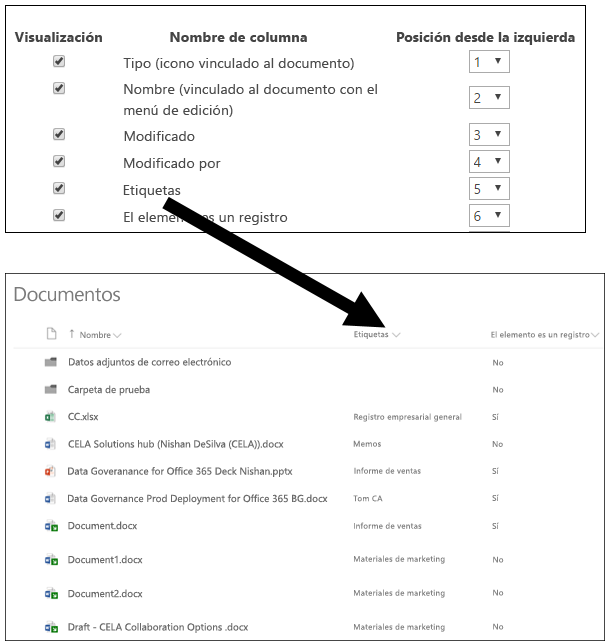 Visualización Nombre de columna Posición desde la izquierda
Tipo (icono vinculado al documento) 1
Nombre (vinculado al documento con el
menú de edición) 2
Modificado 3
Modificado por 4
Etiquetas 5
El elemento es un registro 6
Documentos
Nombre Etiquetas El elemento es un registro
Datos adjuntos de correo electrónico No
Carpeta de prueba No
CC.xlsx Registro empresarial general Sí
CELA Solutions hub (Nishan DeSilva (CELA)).docx Memos No
Data Goveranance for Office 365 Deck Nishan.pptx Informe de ventas Sí
Data Governance Prod Deployment for Office 365 BG.docx Tom CA Sí
Document.docx Informe de ventas Sí
Document1.docx Materiales de marketing No
Document2.docx Materiales de marketing No
Draft - CELA Collaboration Options .docx Materiales de marketing No